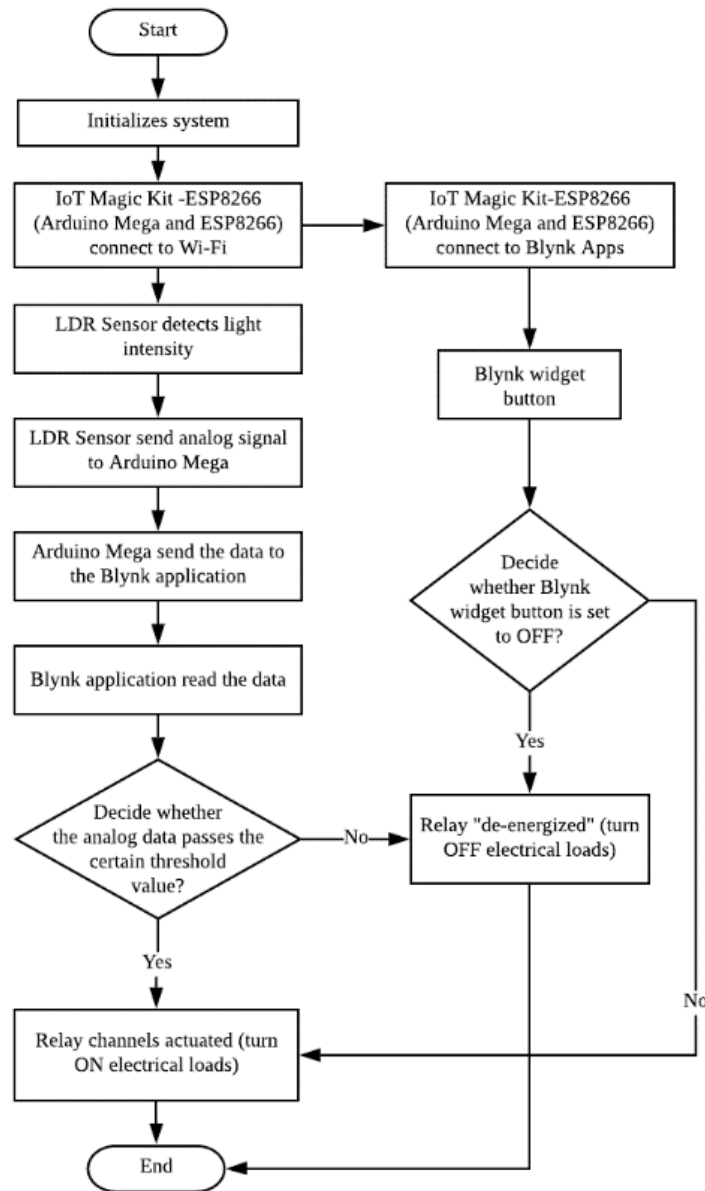 Start
Initializes system
IoT Magic Kit -ESP8266
(Arduino Mega and ESP8266)
connect to Wi-Fi
IoT Magic Kit-ESP8266
(Arduino Mega and ESP8266)
connect to Blynk Apps
LDR Sensor detects light
intensity
Blynk widget
button
LDR Sensor send analog signal
to Arduino Mega
Arduino Mega send the data to
the Blynk application
Decide
whether Blynk
widget button is set
to OFF?
Blynk application read the data
Yes
Decide whether
the analog data passes the
certain threshold
value?
No
Relay "de-energized" (turn
OFF electrical loads)
Yes
No
Relay channels actuated (turn
ON electrical loads)
End